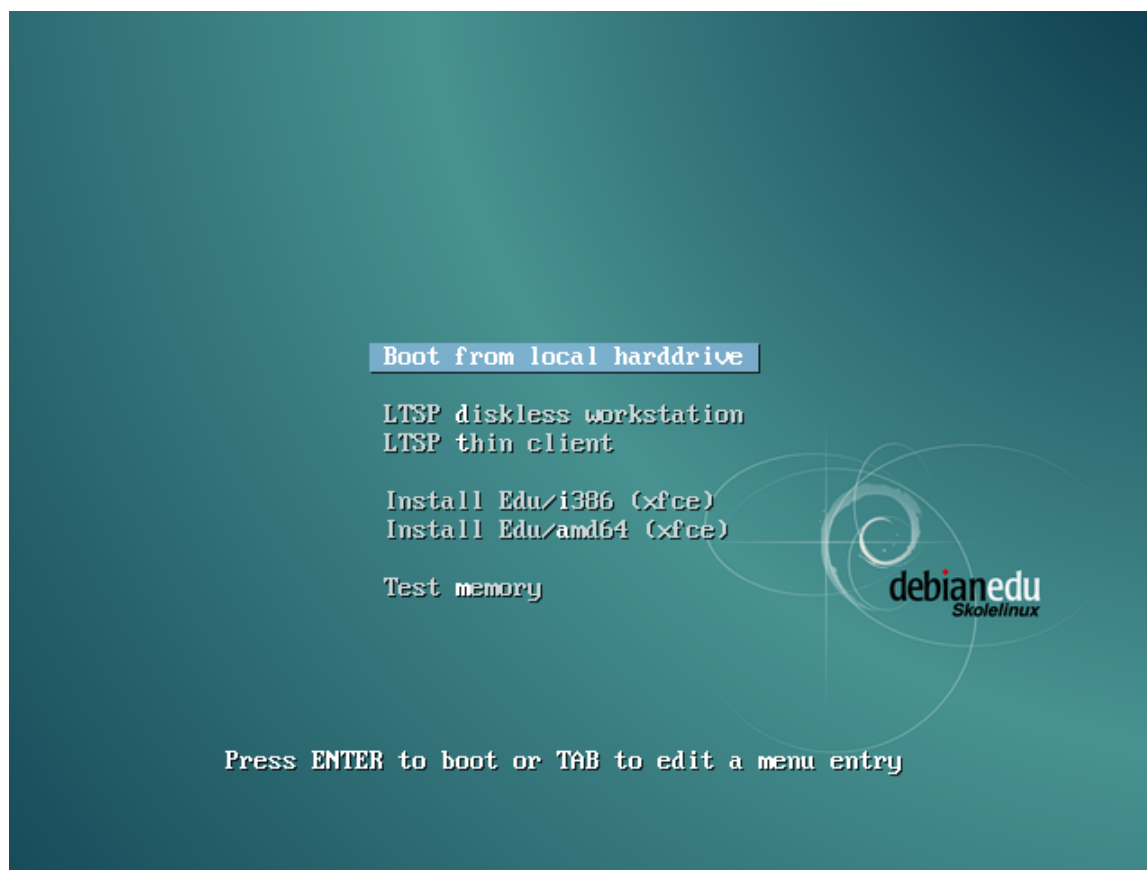 Boot from local harddrive
LTSP diskless workstation
LTSP thin client
Install Edu/i386 (xfce)
Install Edu/amd64 (xfce)
Test memory
debianedu
Skolelinux
Press ENTER to boot or TAB to edit a menu entry